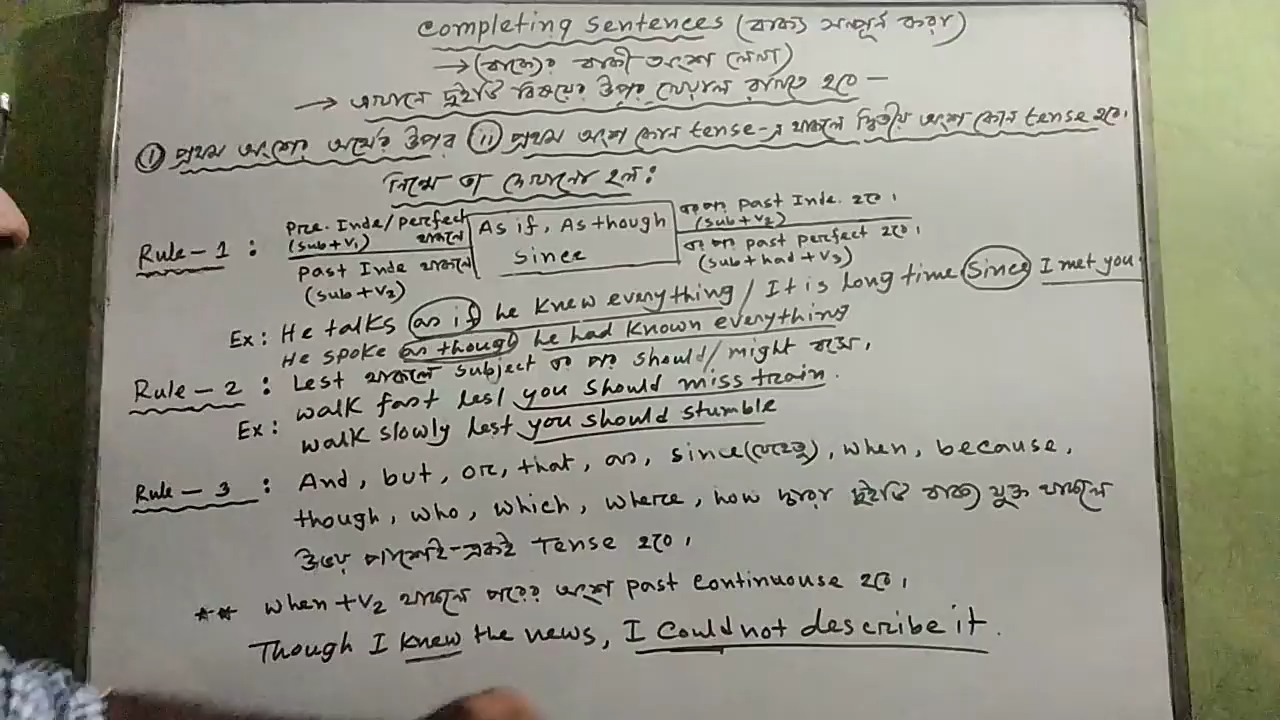 Completing Sentences (বাক্য সম্পূর্ন করা)
→ (বাক্যের বাকী অংশ লেখা)
→ এখানে দুইটি বিষয়ের উপর খেয়াল রাখতে হবে –
① প্রথম অংশের অর্থের উপর ⑪ প্রথম অংশ কোন tense-এ থাকলে দ্বিতীয় অংশ কোন tense হবে।
নিম্নে তা দেখানো হল:
Rule-1 : Pre. Inde/perfect (sub+v₁) থাকলে As if, As though since তারপর past Inde. হবে। (sub+v₂)
past Inde থাকলে (sub+v₂) তারপর past perfect হবে। (sub+had+v₃)
Ex: He talks as if he knew everything / It is long time since I met you
He spoke as though he had known everything
Rule-2 : Lest থাকলে subject এর পর should/might বসে।
Ex: walk fast lest you should miss train.
walk slowly lest you should stumble
Rule-3 : And, but, or, that, as, since(যেহেতু), when, because,
though, who, which, where, how দ্বারা দুইটি বাক্য যুক্ত থাকলে
উভয় পাশেই একই Tense হবে।
** when +v₂ থাকলে পরের অংশ past continuouse হবে।
Though I knew the news, I could not describe it.